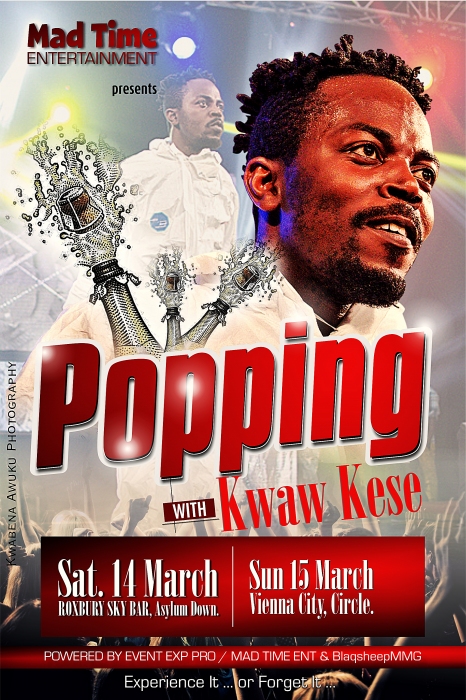 Mad Time
ENTERTAINMENT
presents
Popping
WITH Kwaw Kese
KWABENA AWUKU PHOTOGRAPHY
Sat. 14 March
ROXBURY SKY BAR, Asylum Down.
Sun 15 March
Vienna City, Circle.
POWERED BY EVENT EXP PRO / MAD TIME ENT & BlaqsheepMMG
Experience It ... or Forget It ...